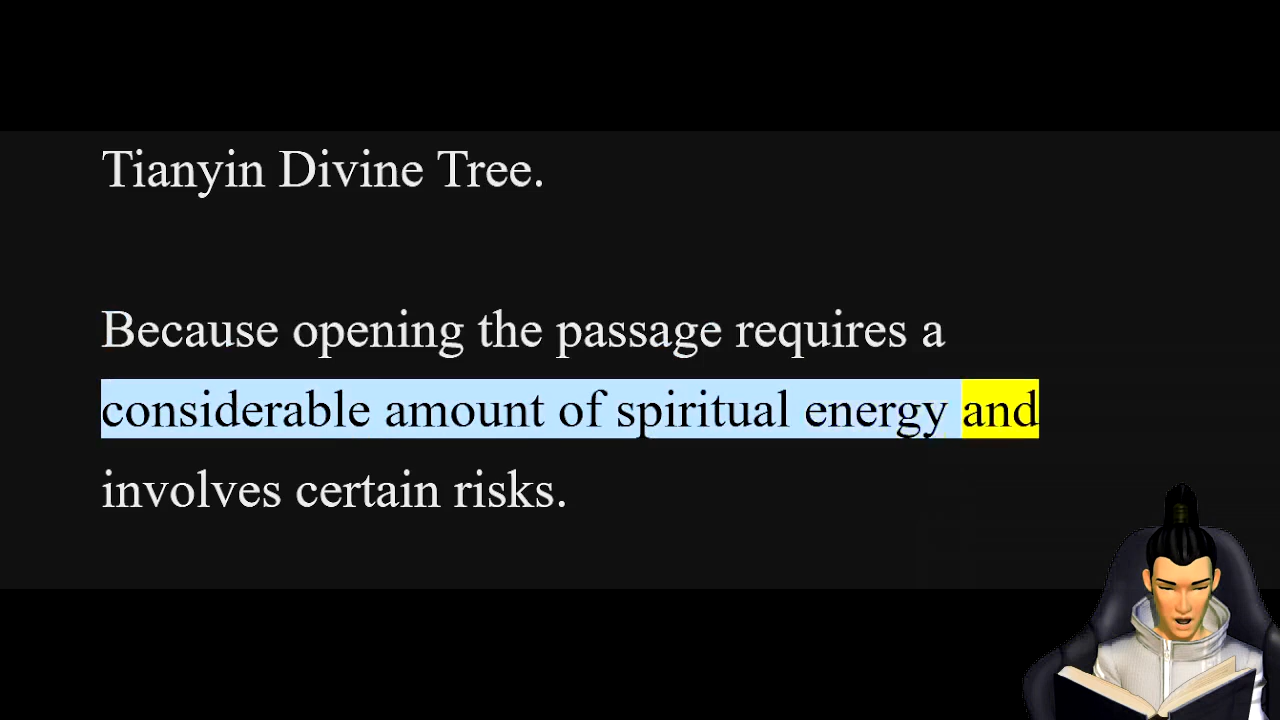 Tianyin Divine Tree.
Because opening the passage requires a
considerable amount of spiritual energy and
involves certain risks.